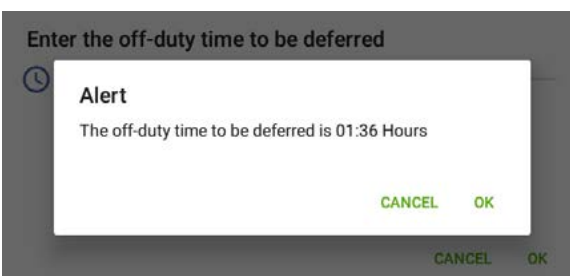 Enter the off-duty time to be deferred
Alert
The off-duty time to be deferred is 01:36 Hours
CANCEL OK
CANCEL OK